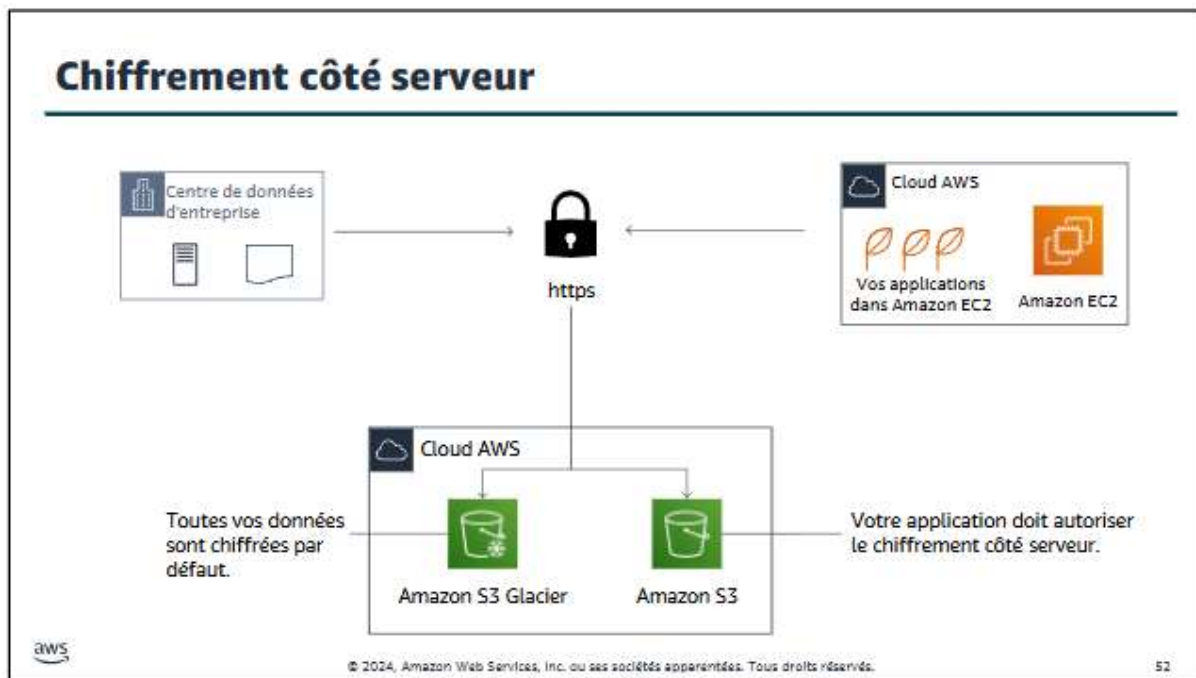 Chiffrement côté serveur
Centre de données
d'entreprise
https
Cloud AWS
Vos applications
dans Amazon EC2
Amazon EC2
Cloud AWS
Toutes vos données
sont chiffrées par
défaut.
Amazon S3 Glacier
Amazon S3
Votre application doit autoriser
le chiffrement côté serveur.
aws
© 2024, Amazon Web Services, Inc. ou ses sociétés apparentées. Tous droits réservés.
52